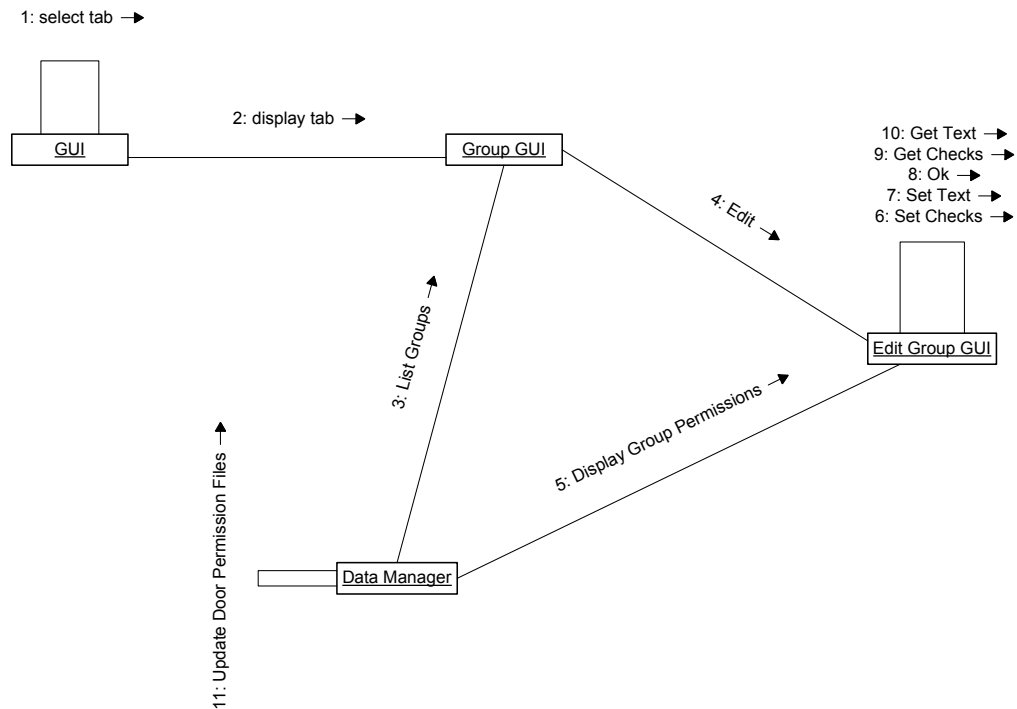 1: select tab
2: display tab
GUI
Group GUI
10: Get Text
9: Get Checks
8: Ok
7: Set Text
6: Set Checks
4: Edit
Edit Group GUI
3: List Groups
5: Display Group Permissions
11: Update Door Permission Files
Data Manager